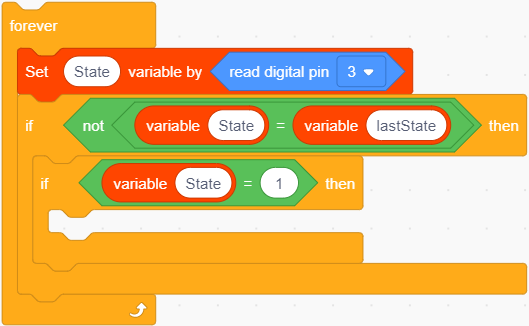 forever
Set State variable by read digital pin 3
if not variable State = variable lastState then
if variable State = 1 then